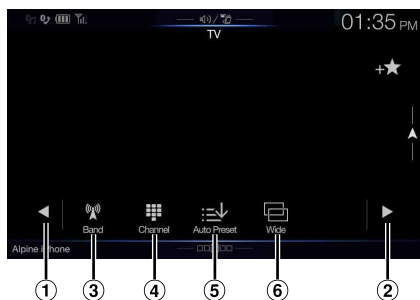 01:35 PM
TV
Band
Channel
Auto Preset
Wide
Alpine iPhone
1
3
4
5
6
2